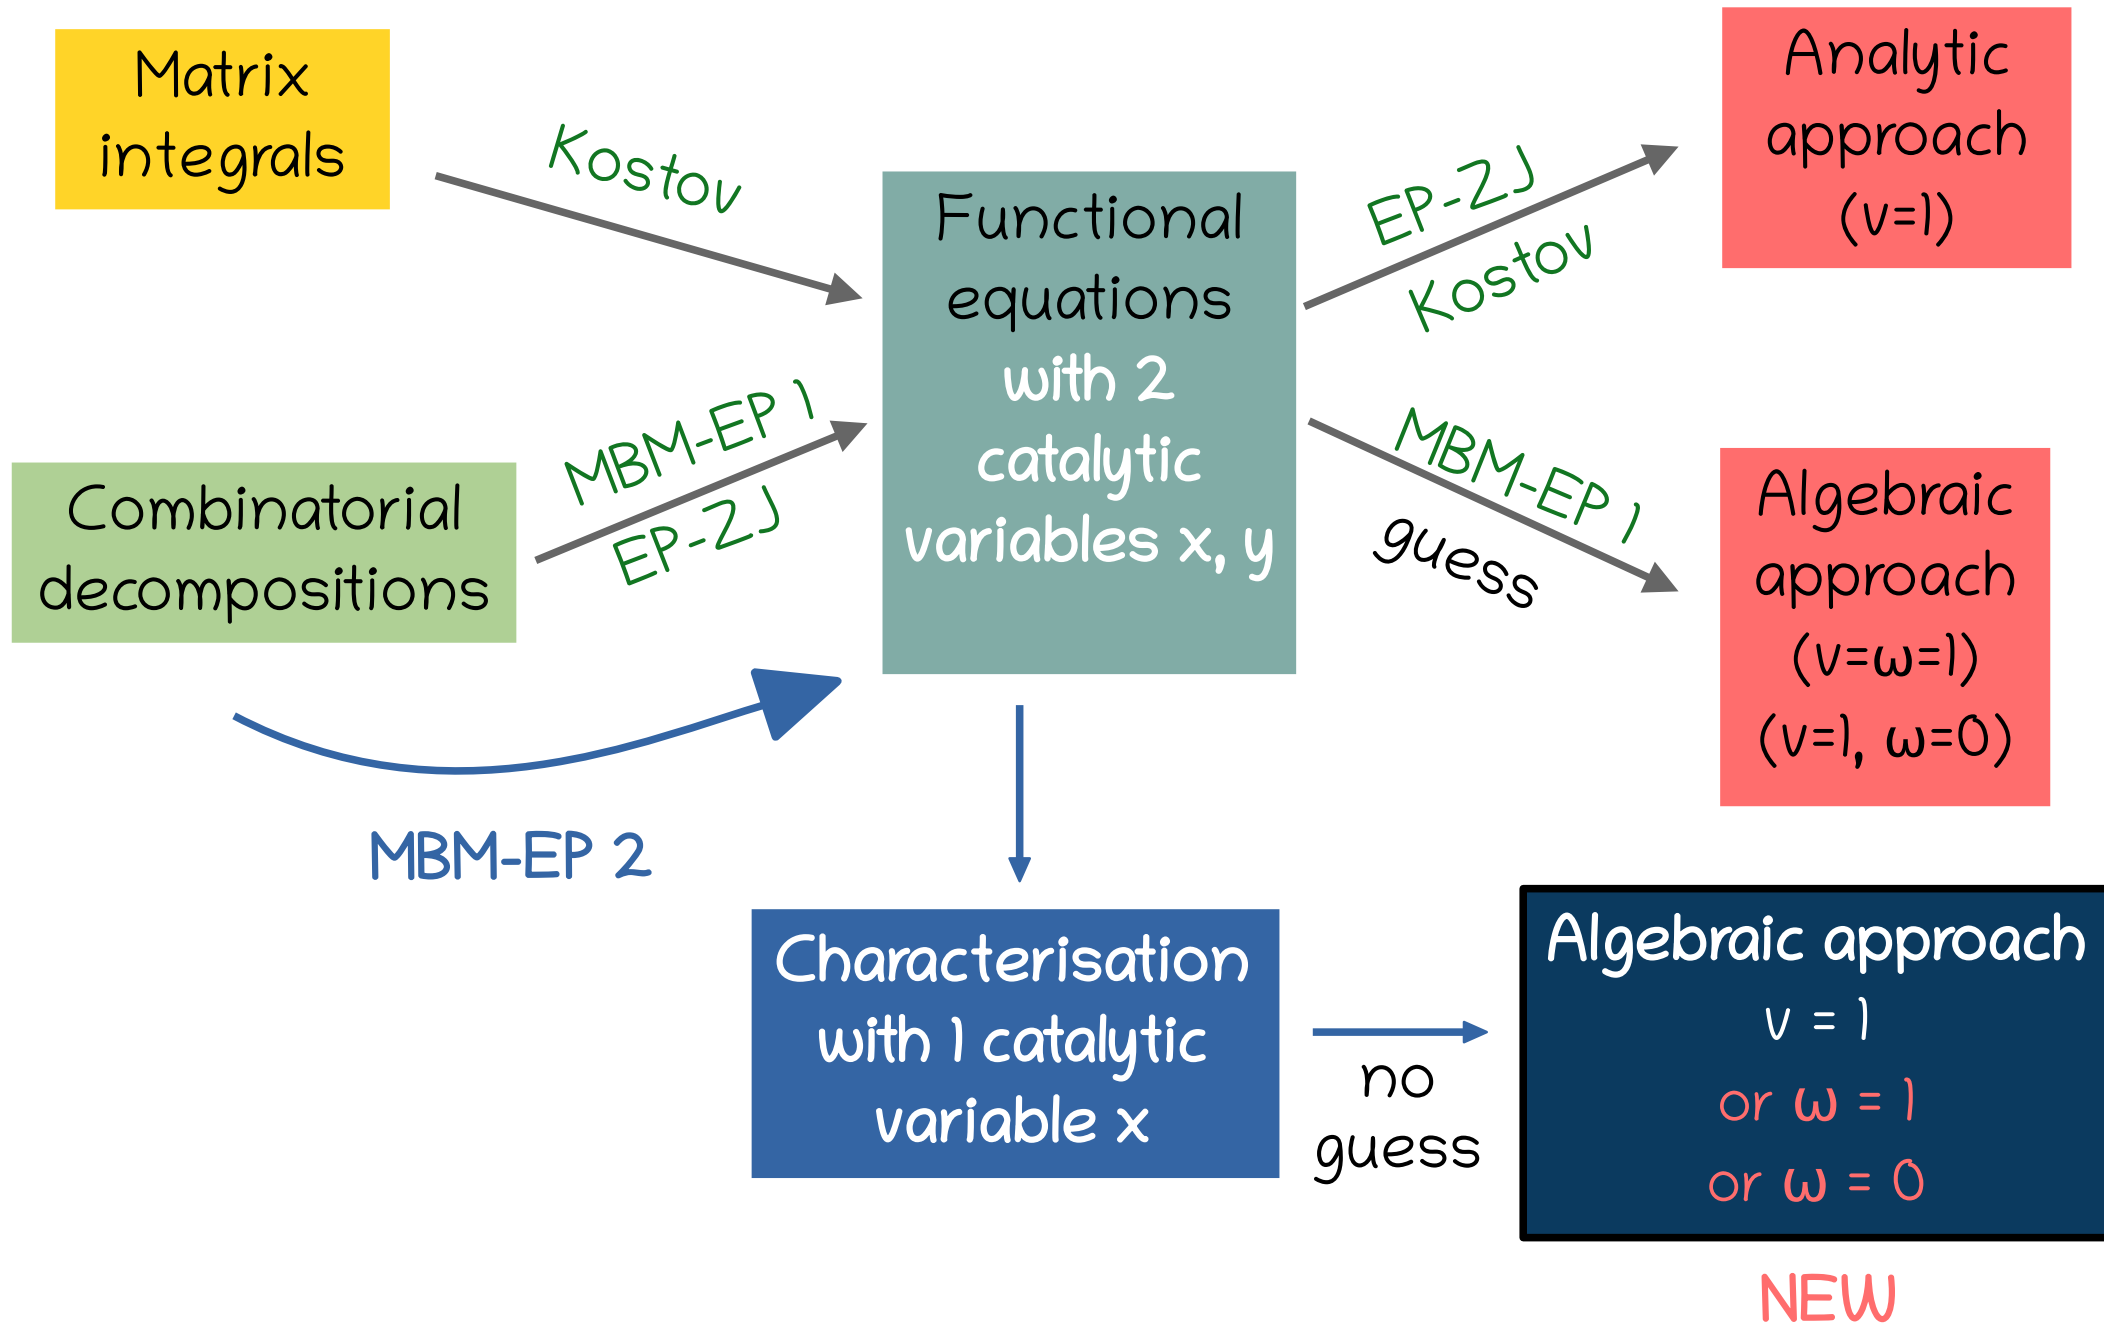 Matrix
integrals
Kostov
Combinatorial
decompositions
MBM-EP 1
EP-ZJ
MBM-EP 2
Functional
equations
with 2
catalytic
variables x, y
EP-ZJ
Kostov
Analytic
approach
(v=1)
MBM-EP 1
guess
Algebraic
approach
(v=ω=1)
(v=1, ω=0)
Characterisation
with 1 catalytic
variable x
no
guess
Algebraic approach
v = 1
or ω = 1
or ω = 0
NEW